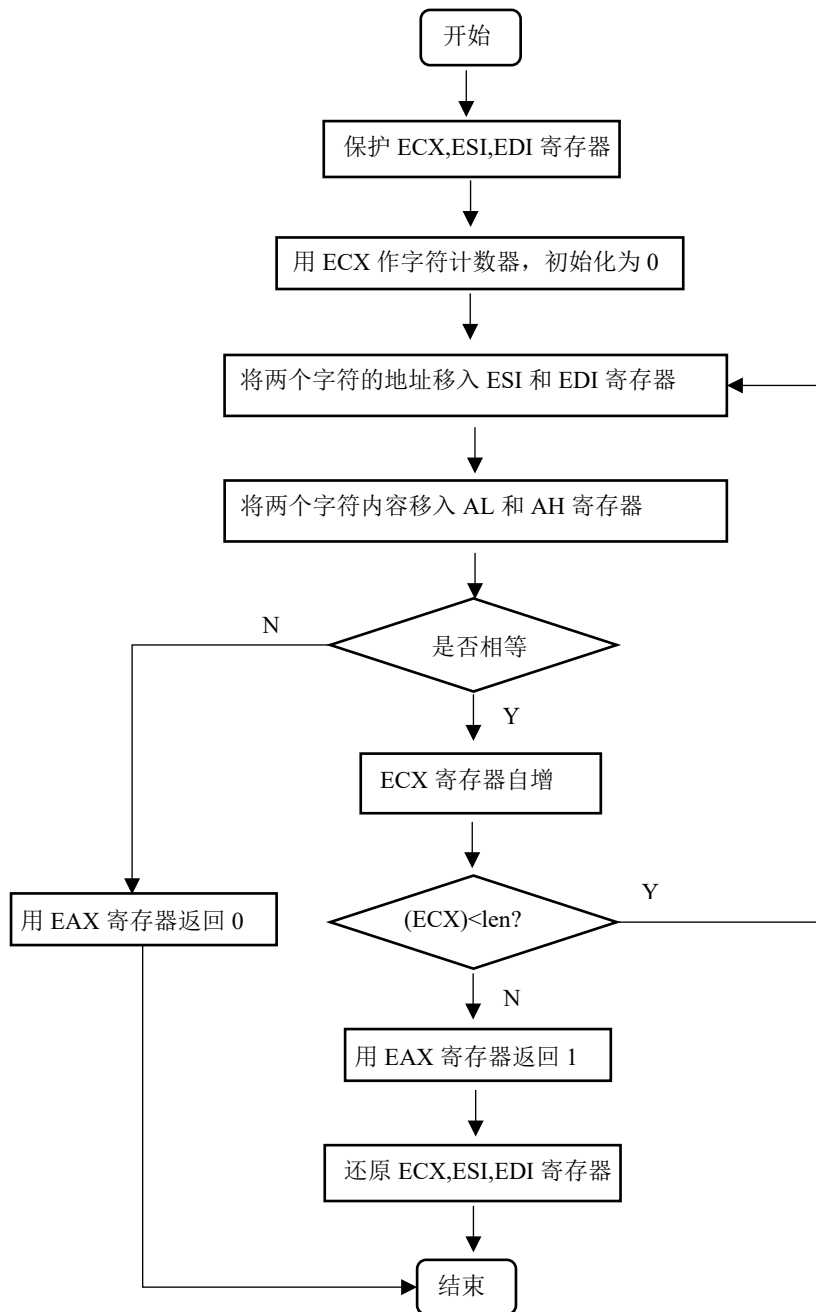 开始
保护 ECX,ESI,EDI 寄存器
用 ECX 作字符计数器，初始化为 0
将两个字符的地址移入 ESI 和 EDI 寄存器
将两个字符内容移入 AL 和 AH 寄存器
N
是否相等
Y
ECX 寄存器自增
用 EAX 寄存器返回 0
(ECX)<len?
Y
N
用 EAX 寄存器返回 1
还原 ECX,ESI,EDI 寄存器
结束